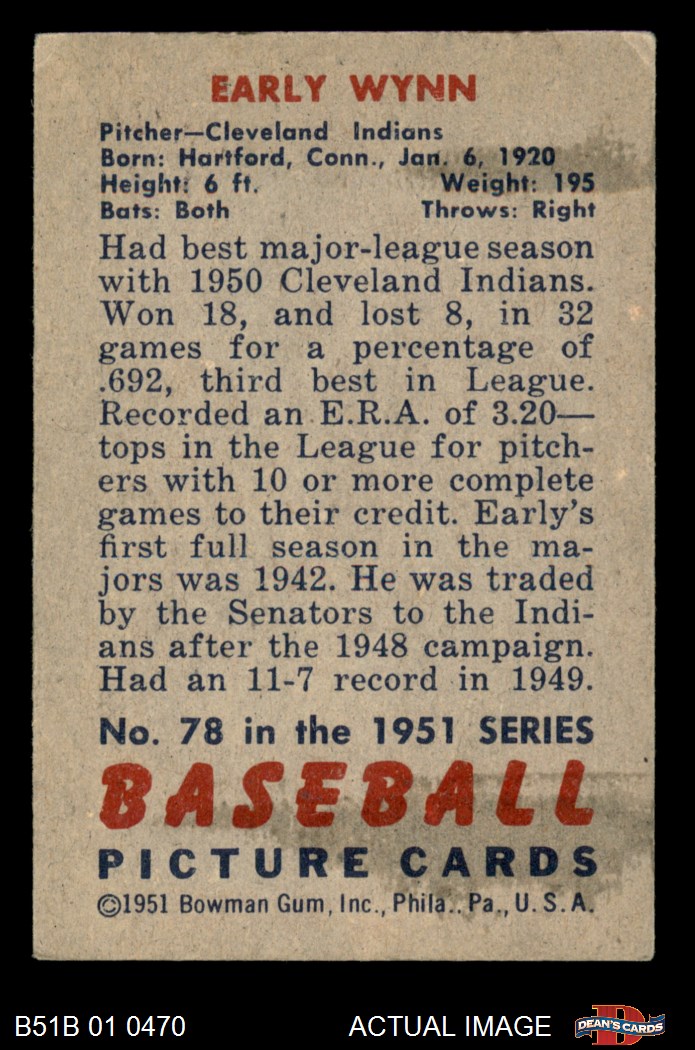 EARLY WYNN
Pitcher—Cleveland Indians
Born: Hartford, Conn., Jan. 6, 1920
Height: 6 ft. Weight: 195
Bats: Both Throws: Right
Had best major-league season
with 1950 Cleveland Indians.
Won 18, and lost 8, in 32
games for a percentage of
.692, third best in League.
Recorded an E.R.A. of 3.20—
tops in the League for pitch-
ers with 10 or more complete
games to their credit. Early's
first full season in the ma-
jors was 1942. He was traded
by the Senators to the Indi-
ans after the 1948 campaign.
Had an 11-7 record in 1949.
No. 78 in the 1951 SERIES
BASEBALL
PICTURE CARDS
©1951 Bowman Gum, Inc., Phila., Pa., U.S.A.
B51B 01 0470 ACTUAL IMAGE D DEAN'S CARDS